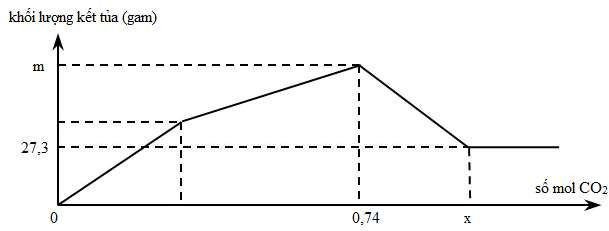 khối lượng kết tủa (gam)
m
27,3
số mol CO₂
0
0,74
x